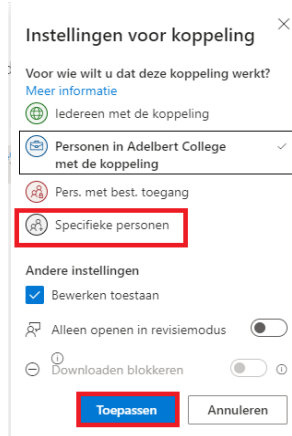 Instellingen voor koppeling
Voor wie wilt u dat deze koppeling werkt?
Meer informatie
Iedereen met de koppeling
Personen in Adelbert College
met de koppeling
Pers. met best. toegang
Specifieke personen
Andere instellingen
Bewerken toestaan
Alleen openen in revisiemodus
Downloaden blokkeren
Toepassen
Annuleren